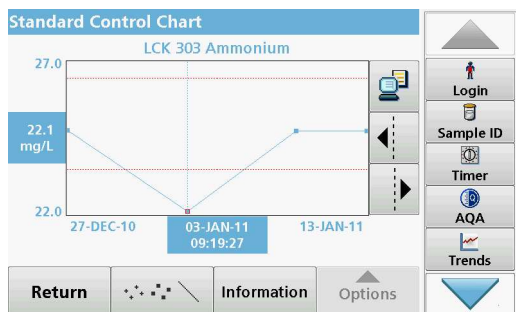 Standard Control Chart
LCK 303 Ammonium
27.0
22.1
mg/L
22.0
27-DEC-10
03-JAN-11
09:19:27
13-JAN-11
Return
Information
Options
Login
Sample ID
Timer
AQA
Trends